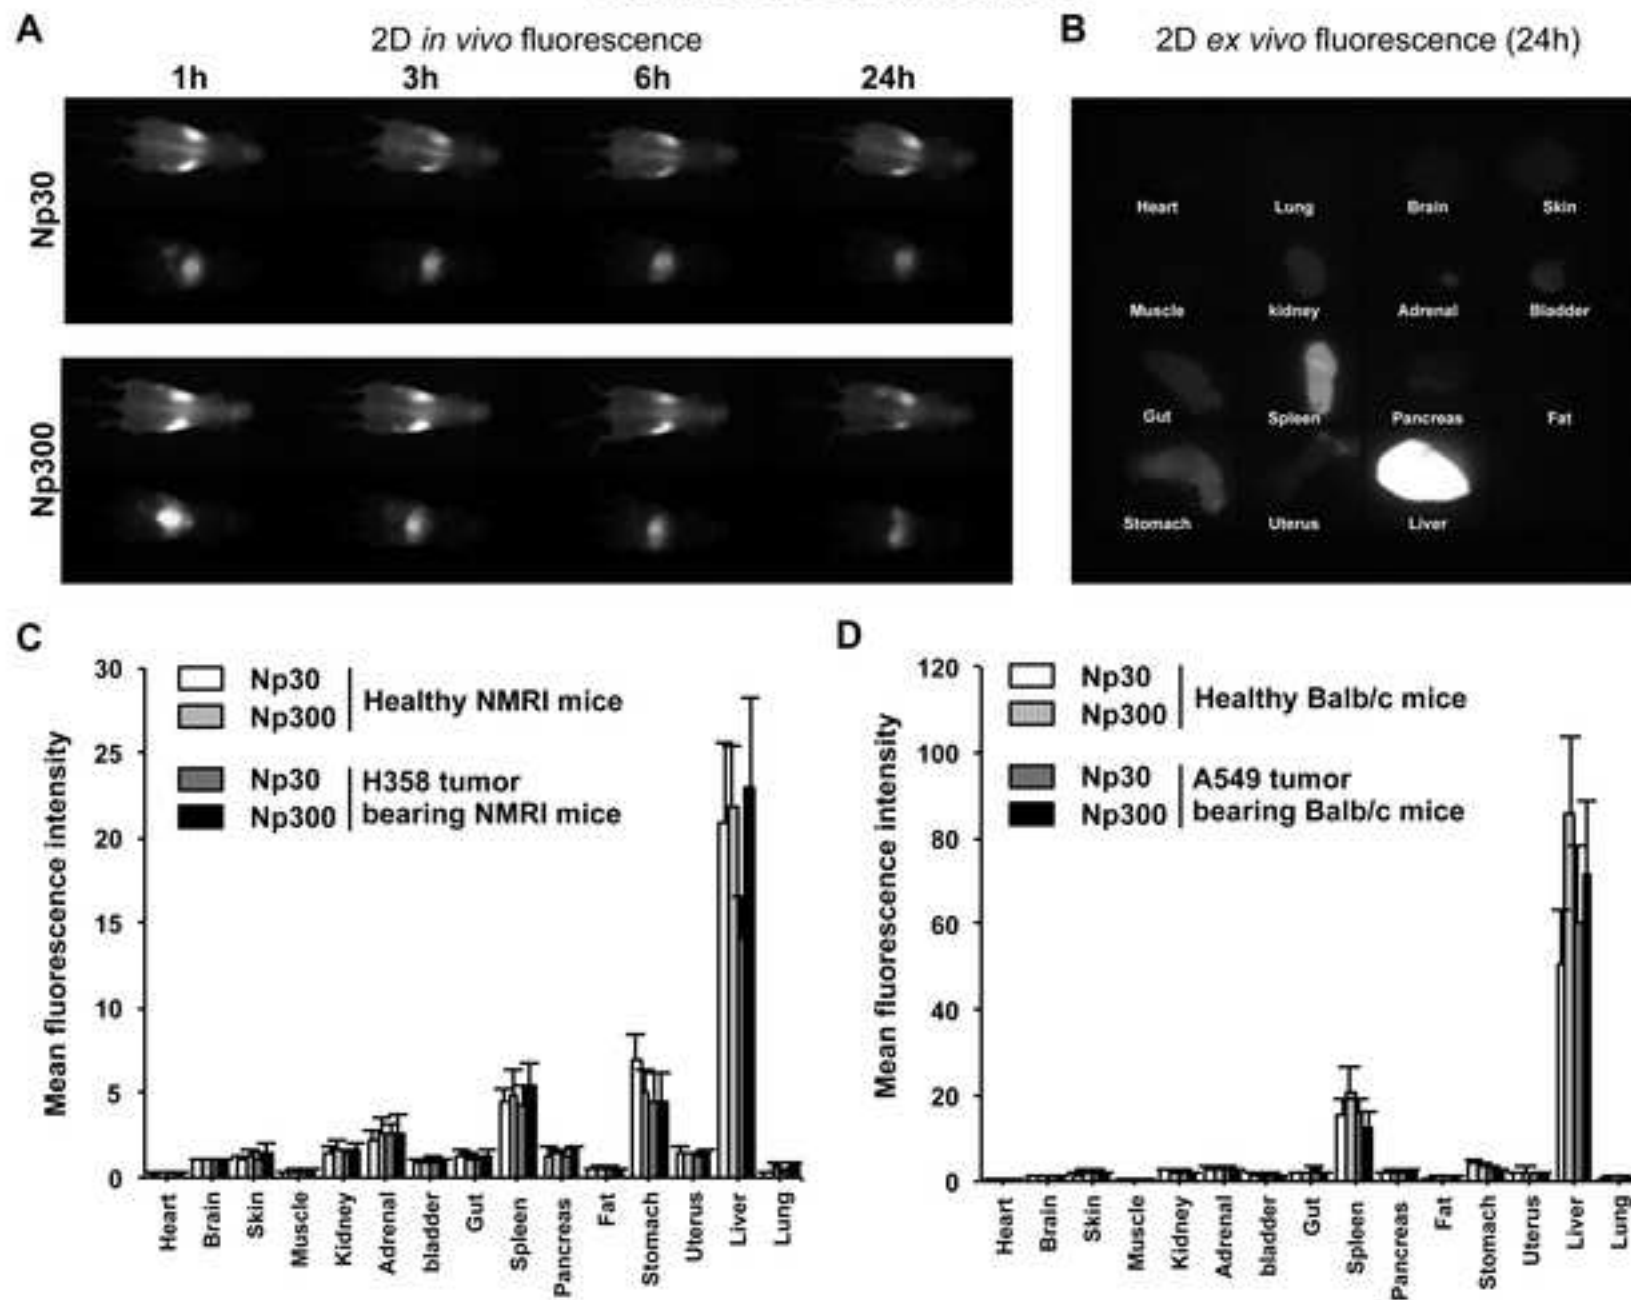 A
2D in vivo fluorescence
1h 3h 6h 24h
Np30
Np300
B
2D ex vivo fluorescence (24h)
Heart Lung Brain Skin
Muscle kidney Adrenal Bladder
Gut Spleen Pancreas Fat
Stomach Uterus Liver
C
Mean fluorescence intensity
30
25
20
15
10
5
0
Np30
Np300
Healthy NMRI mice
Np30
Np300
H358 tumor
bearing NMRI mice
Heart Brain Skin Muscle Kidney Adrenal bladder Gut Spleen Pancreas Fat Stomach Uterus Liver Lung
D
Mean fluorescence intensity
120
100
80
60
40
20
0
Np30
Np300
Healthy Balb/c mice
Np30
Np300
A549 tumor
bearing Balb/c mice
Heart Brain Skin Muscle Kidney Adrenal bladder Gut Spleen Pancreas Fat Stomach Uterus Liver Lung